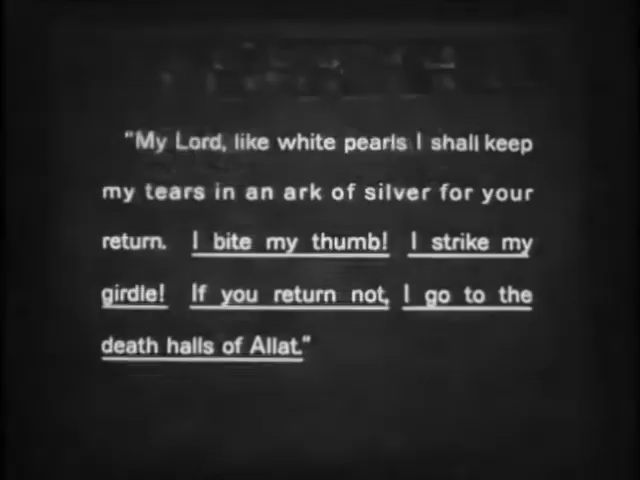 "My Lord, like white pearls I shall keep
my tears in an ark of silver for your
return. I bite my thumb! I strike my
girdle! If you return not, I go to the
death halls of Allat."